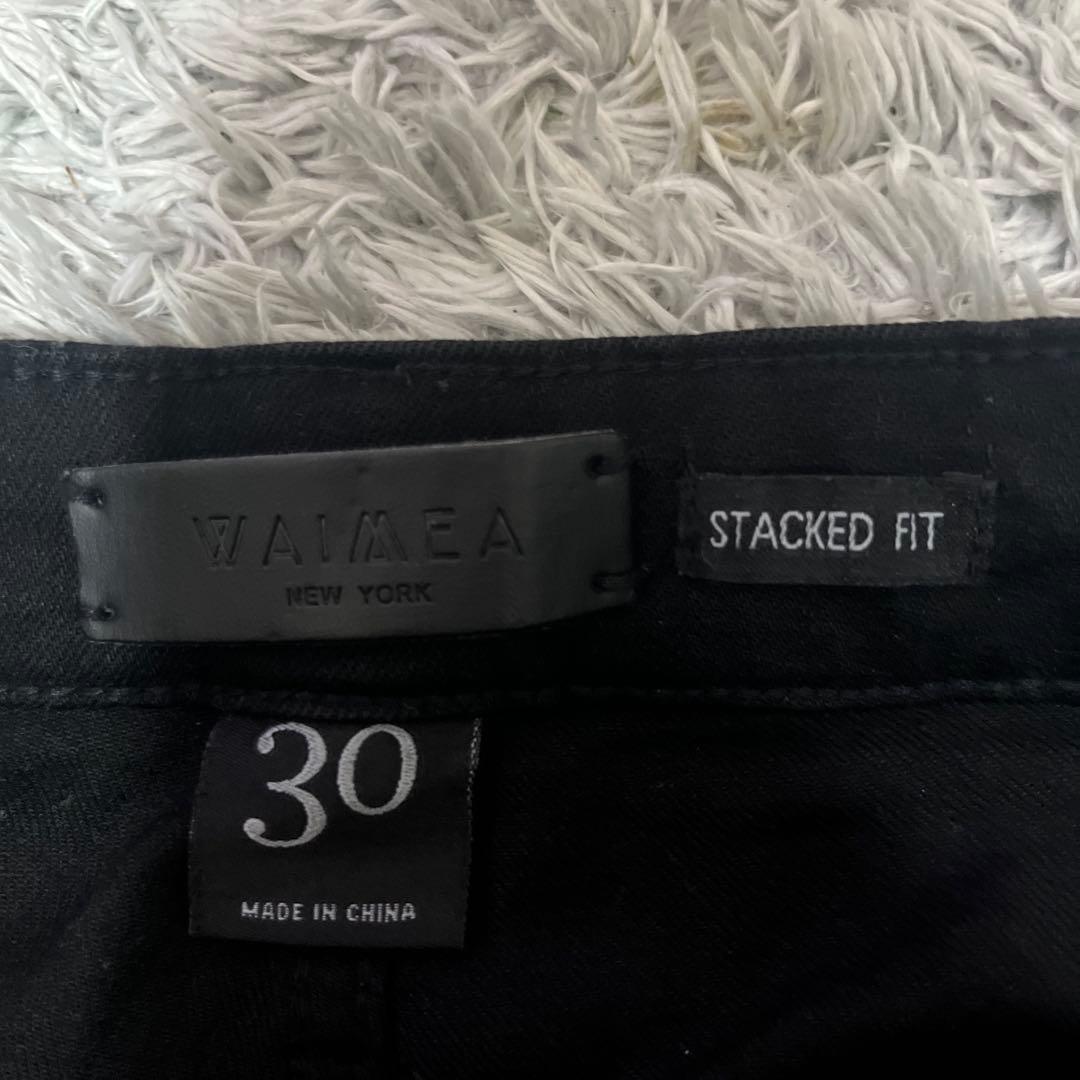 WAIMEA
NEW YORK
STACKED FIT
30
MADE IN CHINA